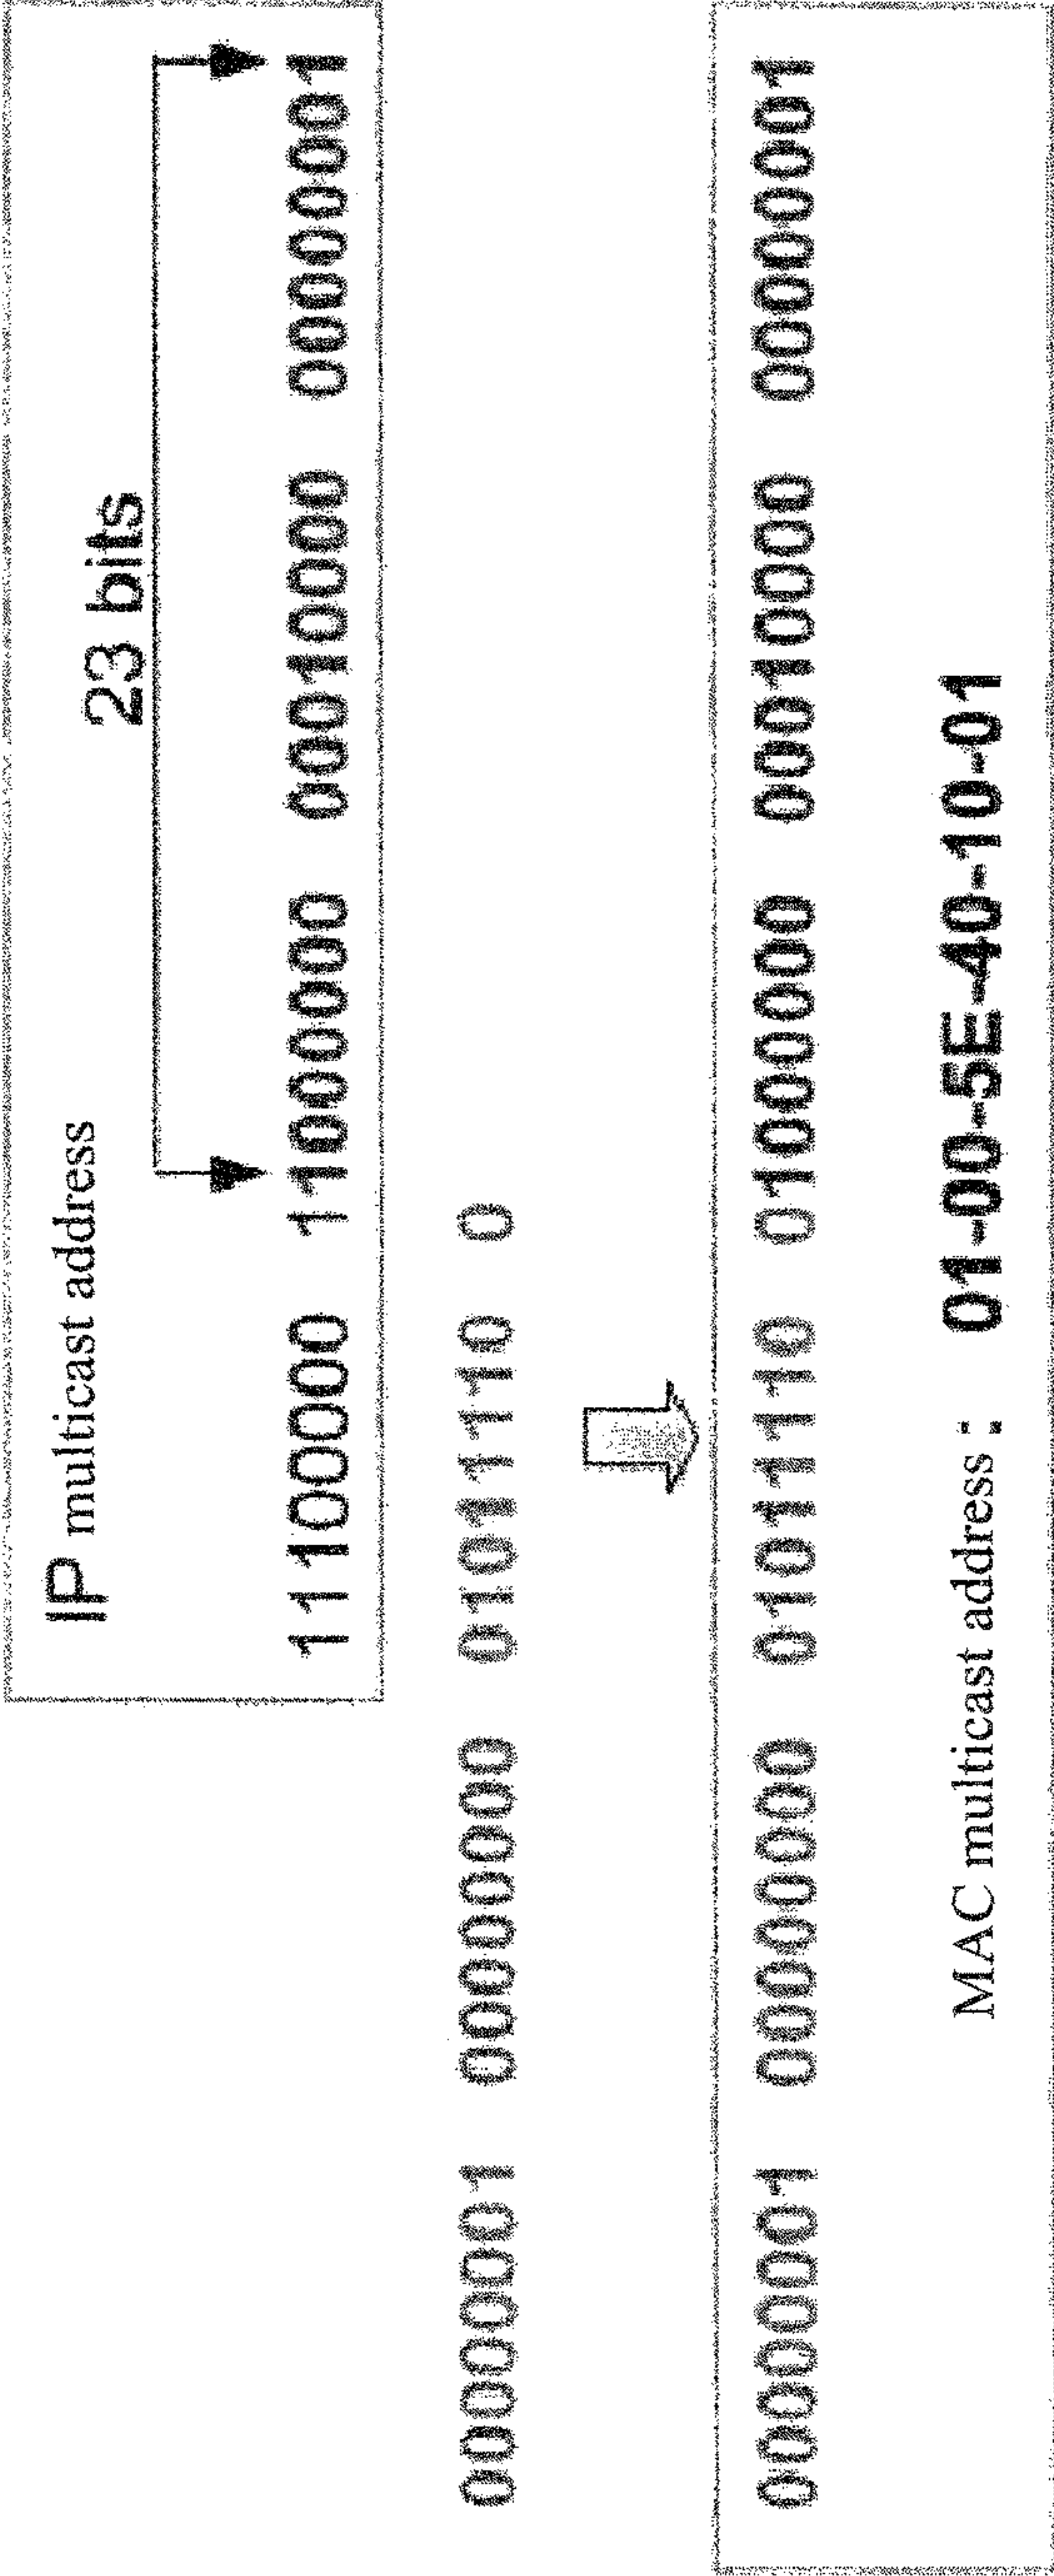 IP multicast address
23 bits
11100000 11000000 00010000 00000001
00000001 00000000 01011110 0
00000001 00000000 01011110 01000000 00010000 00000001
MAC multicast address : 01-00-5E-40-10-01